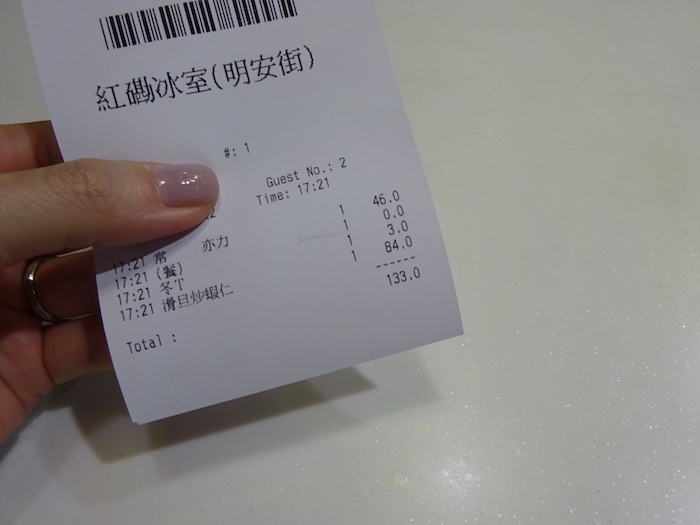 紅磡冰室(明安街)
#: 1
Guest No.: 2
Time: 17:21
17:21 常 亦力 1 46.0
17:21 (餐) 1 0.0
17:21 冬T 1 3.0
17:21 滑旦炒蝦仁 1 84.0
------
133.0
Total :